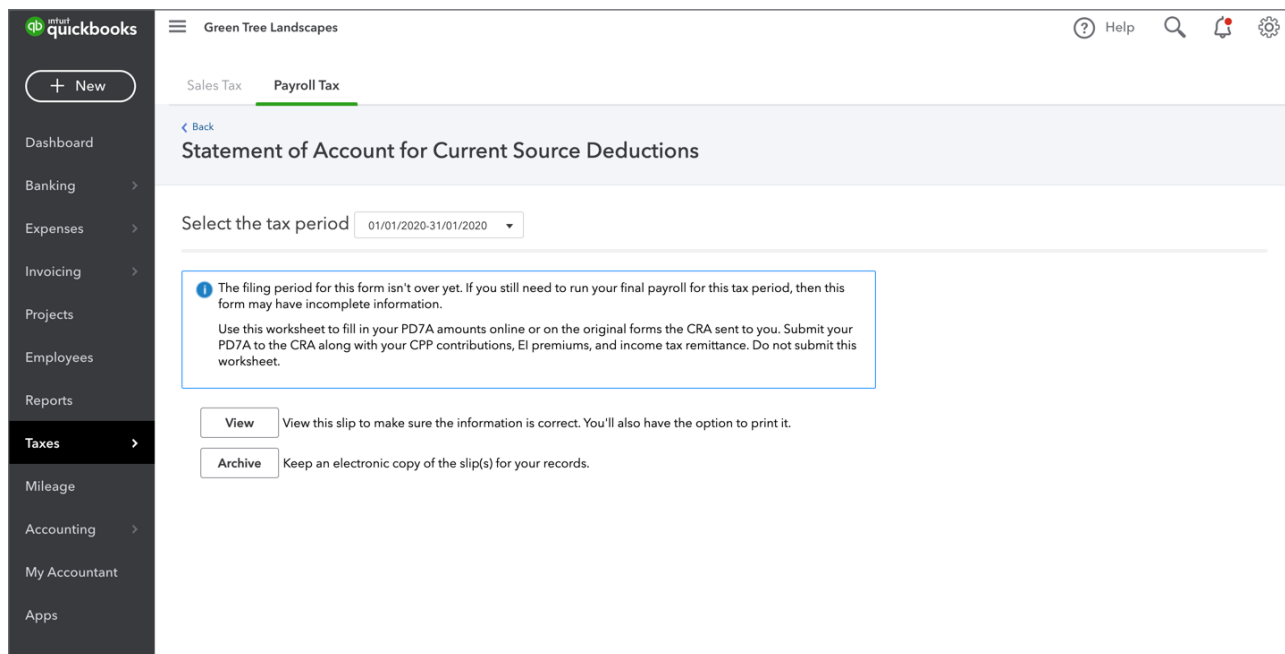 intuit
qb quickbooks
Green Tree Landscapes
? Help
+ New
Sales Tax Payroll Tax
Back
Statement of Account for Current Source Deductions
Dashboard
Banking
Expenses
Invoicing
Projects
Employees
Reports
Taxes
Mileage
Accounting
My Accountant
Apps
Select the tax period 01/01/2020-31/01/2020
i The filing period for this form isn't over yet. If you still need to run your final payroll for this tax period, then this
form may have incomplete information.
Use this worksheet to fill in your PD7A amounts online or on the original forms the CRA sent to you. Submit your
PD7A to the CRA along with your CPP contributions, EI premiums, and income tax remittance. Do not submit this
worksheet.
View View this slip to make sure the information is correct. You'll also have the option to print it.
Archive Keep an electronic copy of the slip(s) for your records.